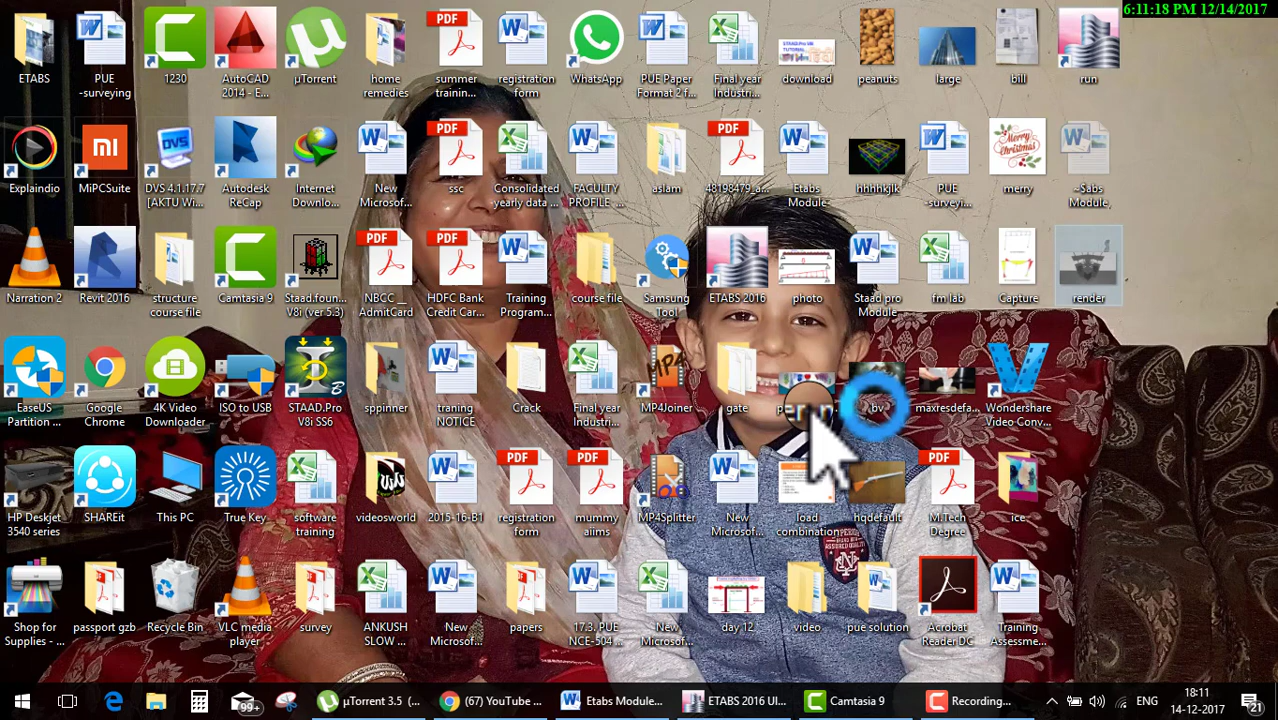 6:11:18 PM 12/14/2017
ETABS
PUE
-surveying
1230
AutoCAD
2014 - E...
µTorrent
home
remedies
summer
trainin...
registration
form
WhatsApp
PUE Paper
Format 2 f...
Final year
Industri...
download
peanuts
large
bill
run
Explaindio
MiPCSuite
DVS 4.1.17.7
[AKTU Wi...
Autodesk
ReCap
Internet
Downlo...
New
Microsof...
ssc
Consolidated
yearly data ...
FACULTY
PROFILE -...
aslam
48198479_a...
Etabs
Module-
hhhhkjlk
PUE
-surveyi...
merry
~$abs
Module,
Narration 2
Revit 2016
structure
course file
Camtasia 9
Staad.foun...
V8i (ver 5.3)
NBCC __
AdmitCard
HDFC Bank
Credit Car...
Training
Program...
course file
Samsung
Tool
ETABS 2016
photo
Staad pro
Module
fm lab
Capture
render
EaseUS
Partition ...
Google
Chrome
4K Video
Downloader
ISO to USB
STAAD.Pro
V8i SS6
sppinner
traning
NOTICE
Crack
Final year
Industri...
MP4Joiner
gate
bv
maxresdefa...
Wondershare
Video Conv...
HP Deskjet
3540 series
SHAREit
This PC
True Key
software
training
videosworld
2015-16-B1
registration
form
mummy
aiims
MP4Splitter
New
Microsof...
load
combination
hqdefault
M.Tech
Degree
ice
Shop for
Supplies - ...
passport gzb
Recycle Bin
VLC media
player
survey
ANKUSH
SLOW ...
New
Microsof...
papers
17.3. PUE
NCE-504 ...
New
Microsof...
day 12
video
pue solution
Acrobat
Reader DC
Training
Assessme...
99+
µTorrent 3.5 (...
(67) YouTube ...
Etabs Module...
ETABS 2016 Ul...
Camtasia 9
Recording...
ENG
18:11
14-12-2017
21